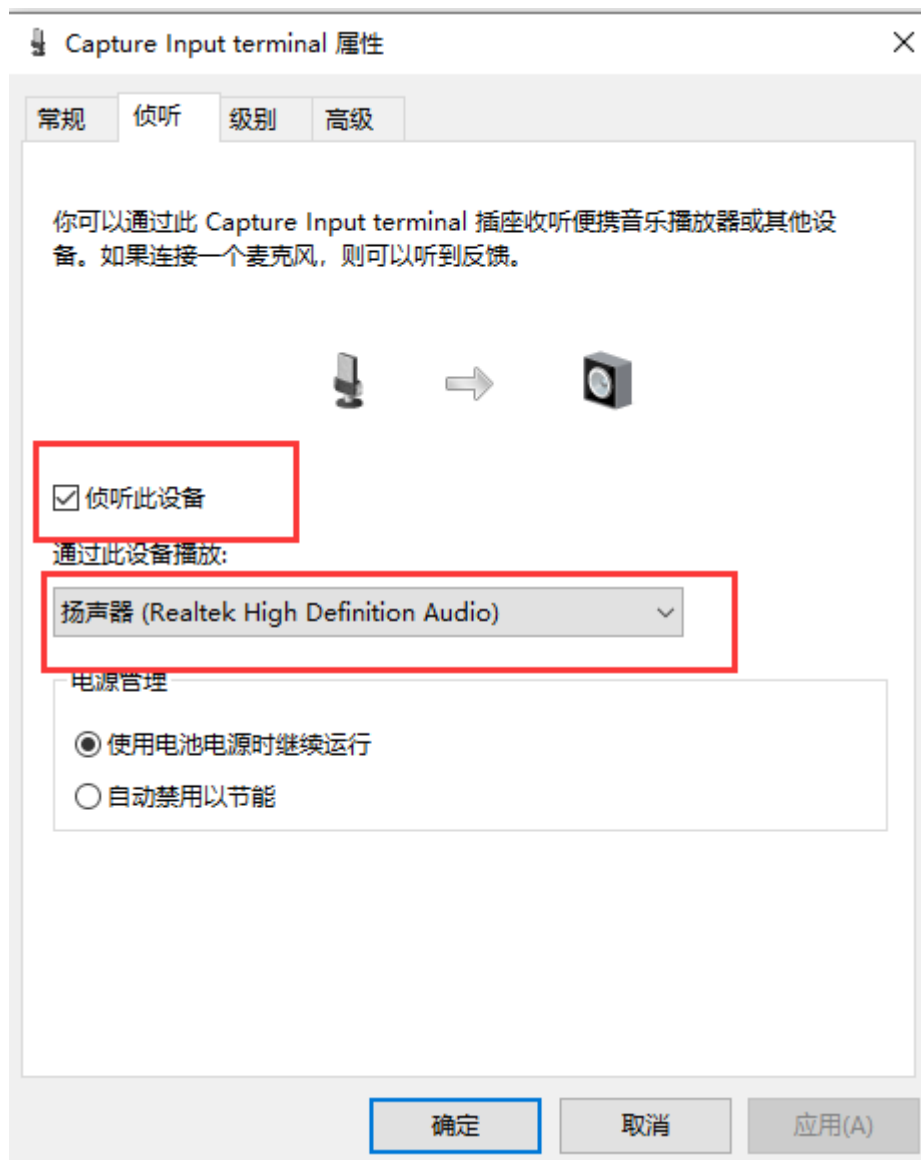 Capture Input terminal 属性
常规 侦听 级别 高级
你可以通过此 Capture Input terminal 插座收听便携音乐播放器或其他设
备。如果连接一个麦克风，则可以听到反馈。
侦听此设备
通过此设备播放:
扬声器 (Realtek High Definition Audio)
电源管理
使用电池电源时继续运行
自动禁用以节能
确定 取消 应用(A)